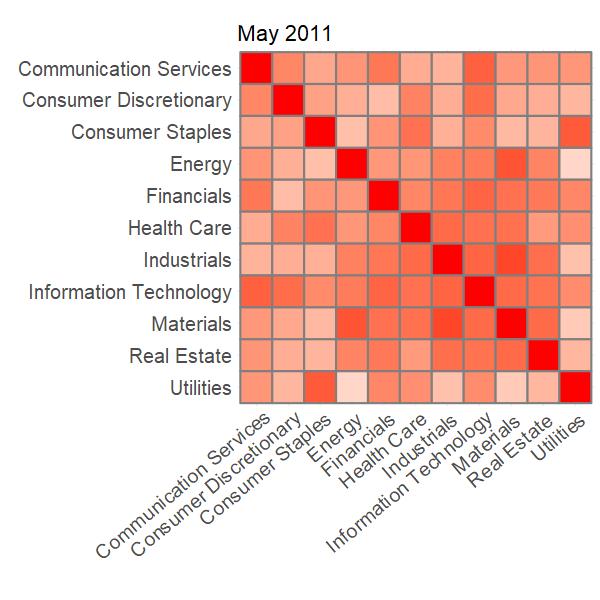 May 2011
Communication Services
Consumer Discretionary
Consumer Staples
Energy
Financials
Health Care
Industrials
Information Technology
Materials
Real Estate
Utilities
Communication Services
Consumer Discretionary
Consumer Staples
Energy
Financials
Health Care
Industrials
Information Technology
Materials
Real Estate
Utilities